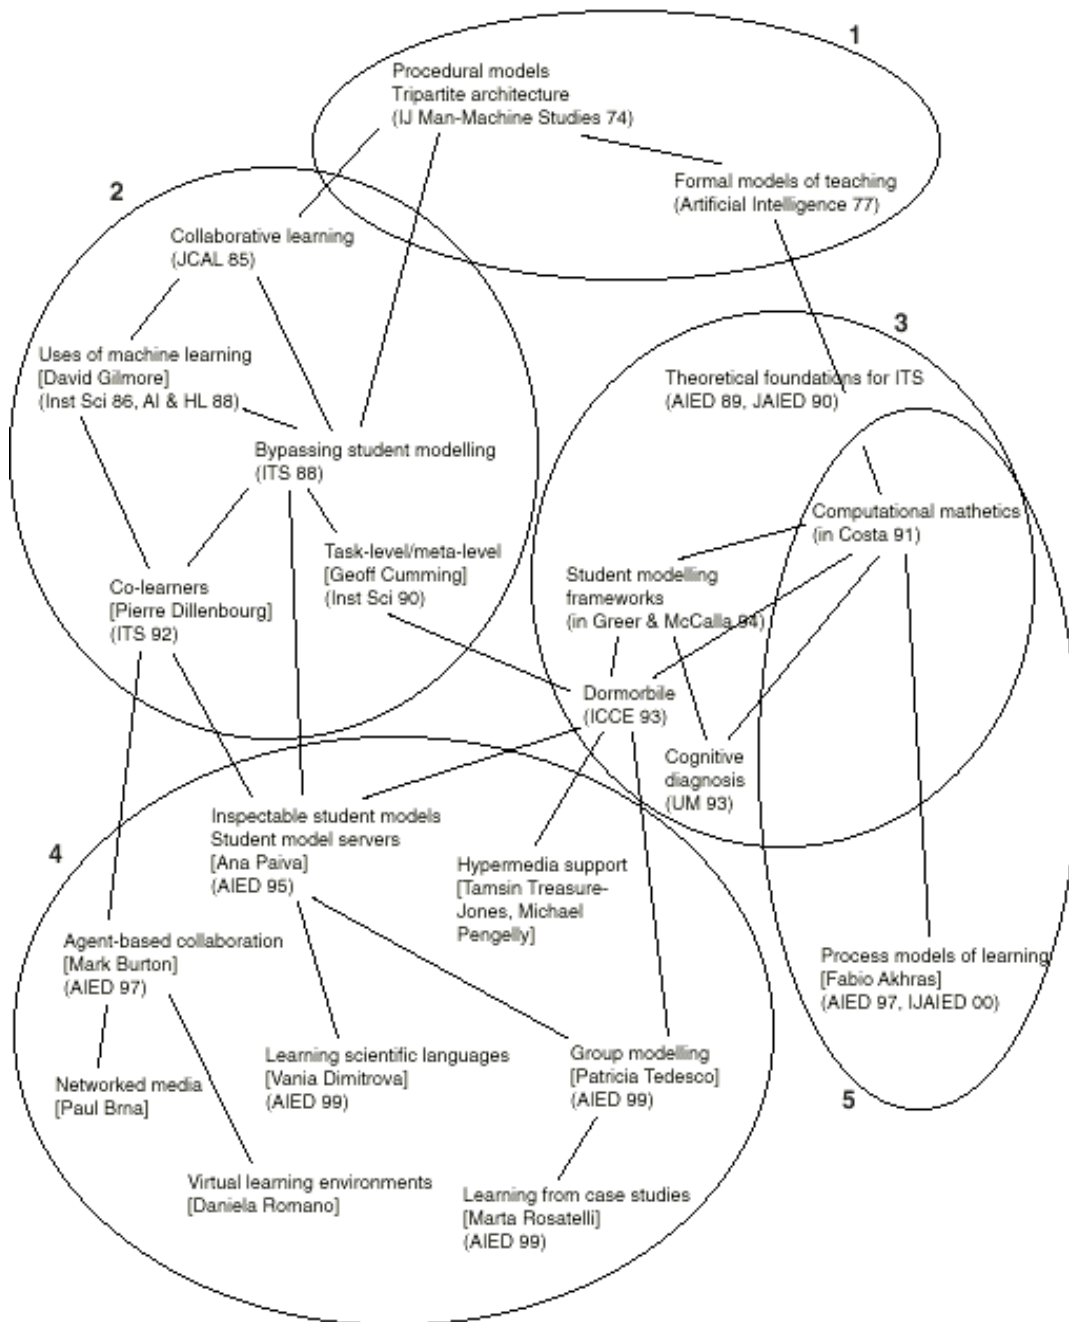 1
Procedural models
Tripartite architecture
(IJ Man-Machine Studies 74)
Formal models of teaching
(Artificial Intelligence 77)
2
Collaborative learning
(JCAL 85)
Uses of machine learning
[David Gilmore]
(Inst Sci 86, AI & HL 88)
Bypassing student modelling
(ITS 88)
Task-level/meta-level
[Geoff Cumming]
(Inst Sci 90)
Co-learners
[Pierre Dillenbourg]
(ITS 92)
3
Theoretical foundations for ITS
(AIED 89, JAIED 90)
Computational mathetics
(in Costa 91)
Student modelling
frameworks
(in Greer & McCalla 94)
Dormorbile
(ICCE 93)
Cognitive
diagnosis
(UM 93)
4
Inspectable student models
Student model servers
[Ana Paiva]
(AIED 95)
Hypermedia support
[Tamsin Treasure-
Jones, Michael
Pengelly]
Agent-based collaboration
[Mark Burton]
(AIED 97)
Process models of learning
[Fabio Akhras]
(AIED 97, IJAIED 00)
Learning scientific languages
[Vania Dimitrova]
(AIED 99)
Group modelling
[Patricia Tedesco]
(AIED 99)
Networked media
[Paul Brna]
5
Virtual learning environments
[Daniela Romano]
Learning from case studies
[Marta Rosatelli]
(AIED 99)